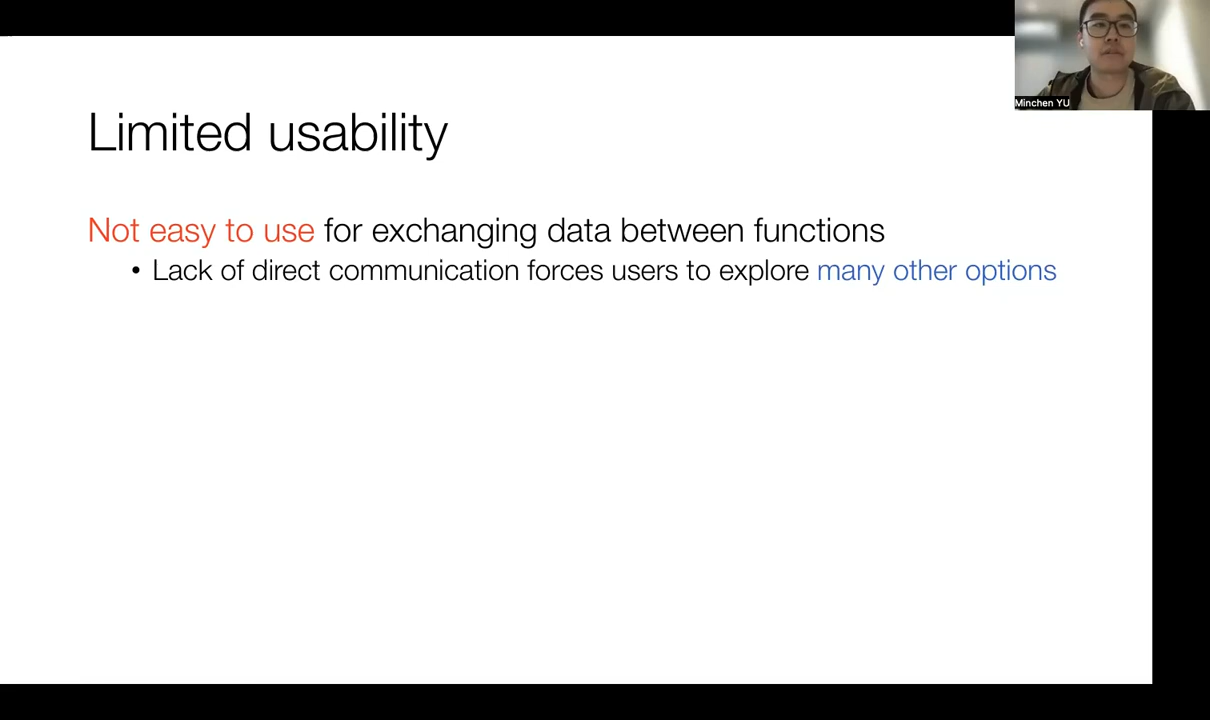 Minchen YU
Limited usability
Not easy to use for exchanging data between functions
• Lack of direct communication forces users to explore many other options